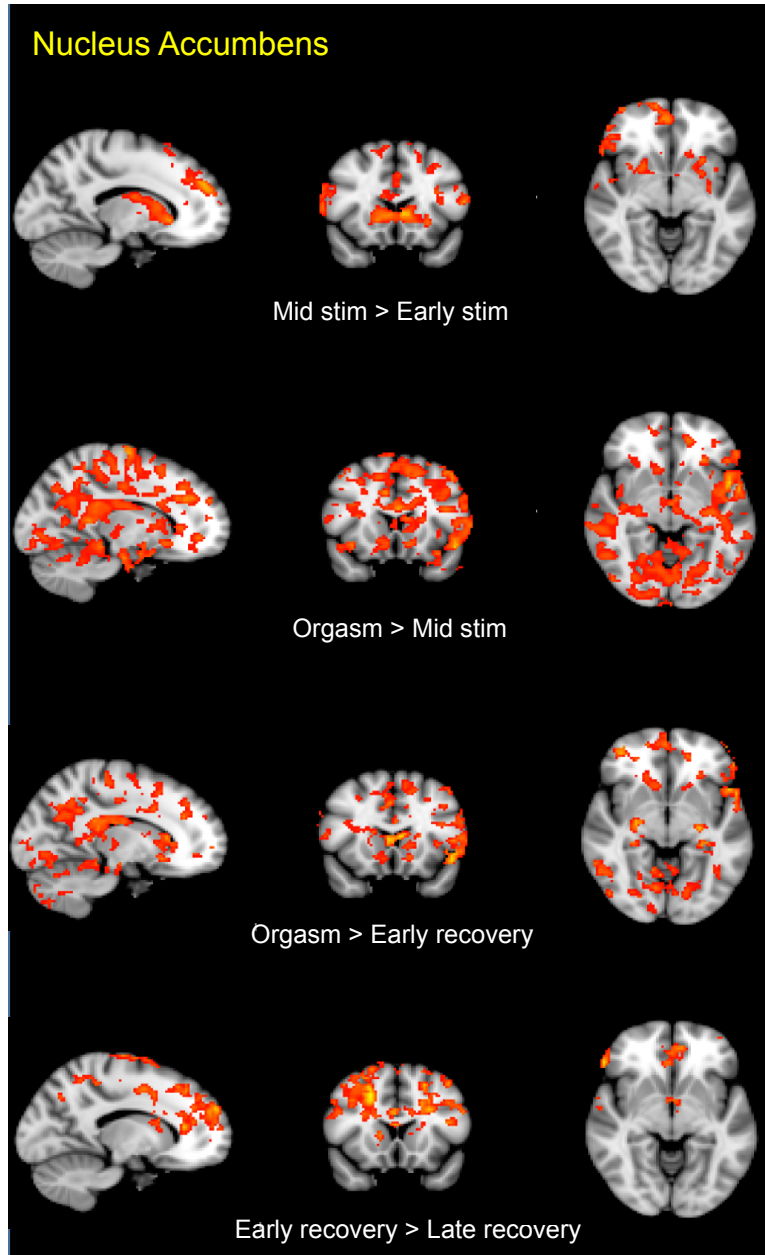 Nucleus Accumbens
Mid stim > Early stim
Orgasm > Mid stim
Orgasm > Early recovery
Early recovery > Late recovery